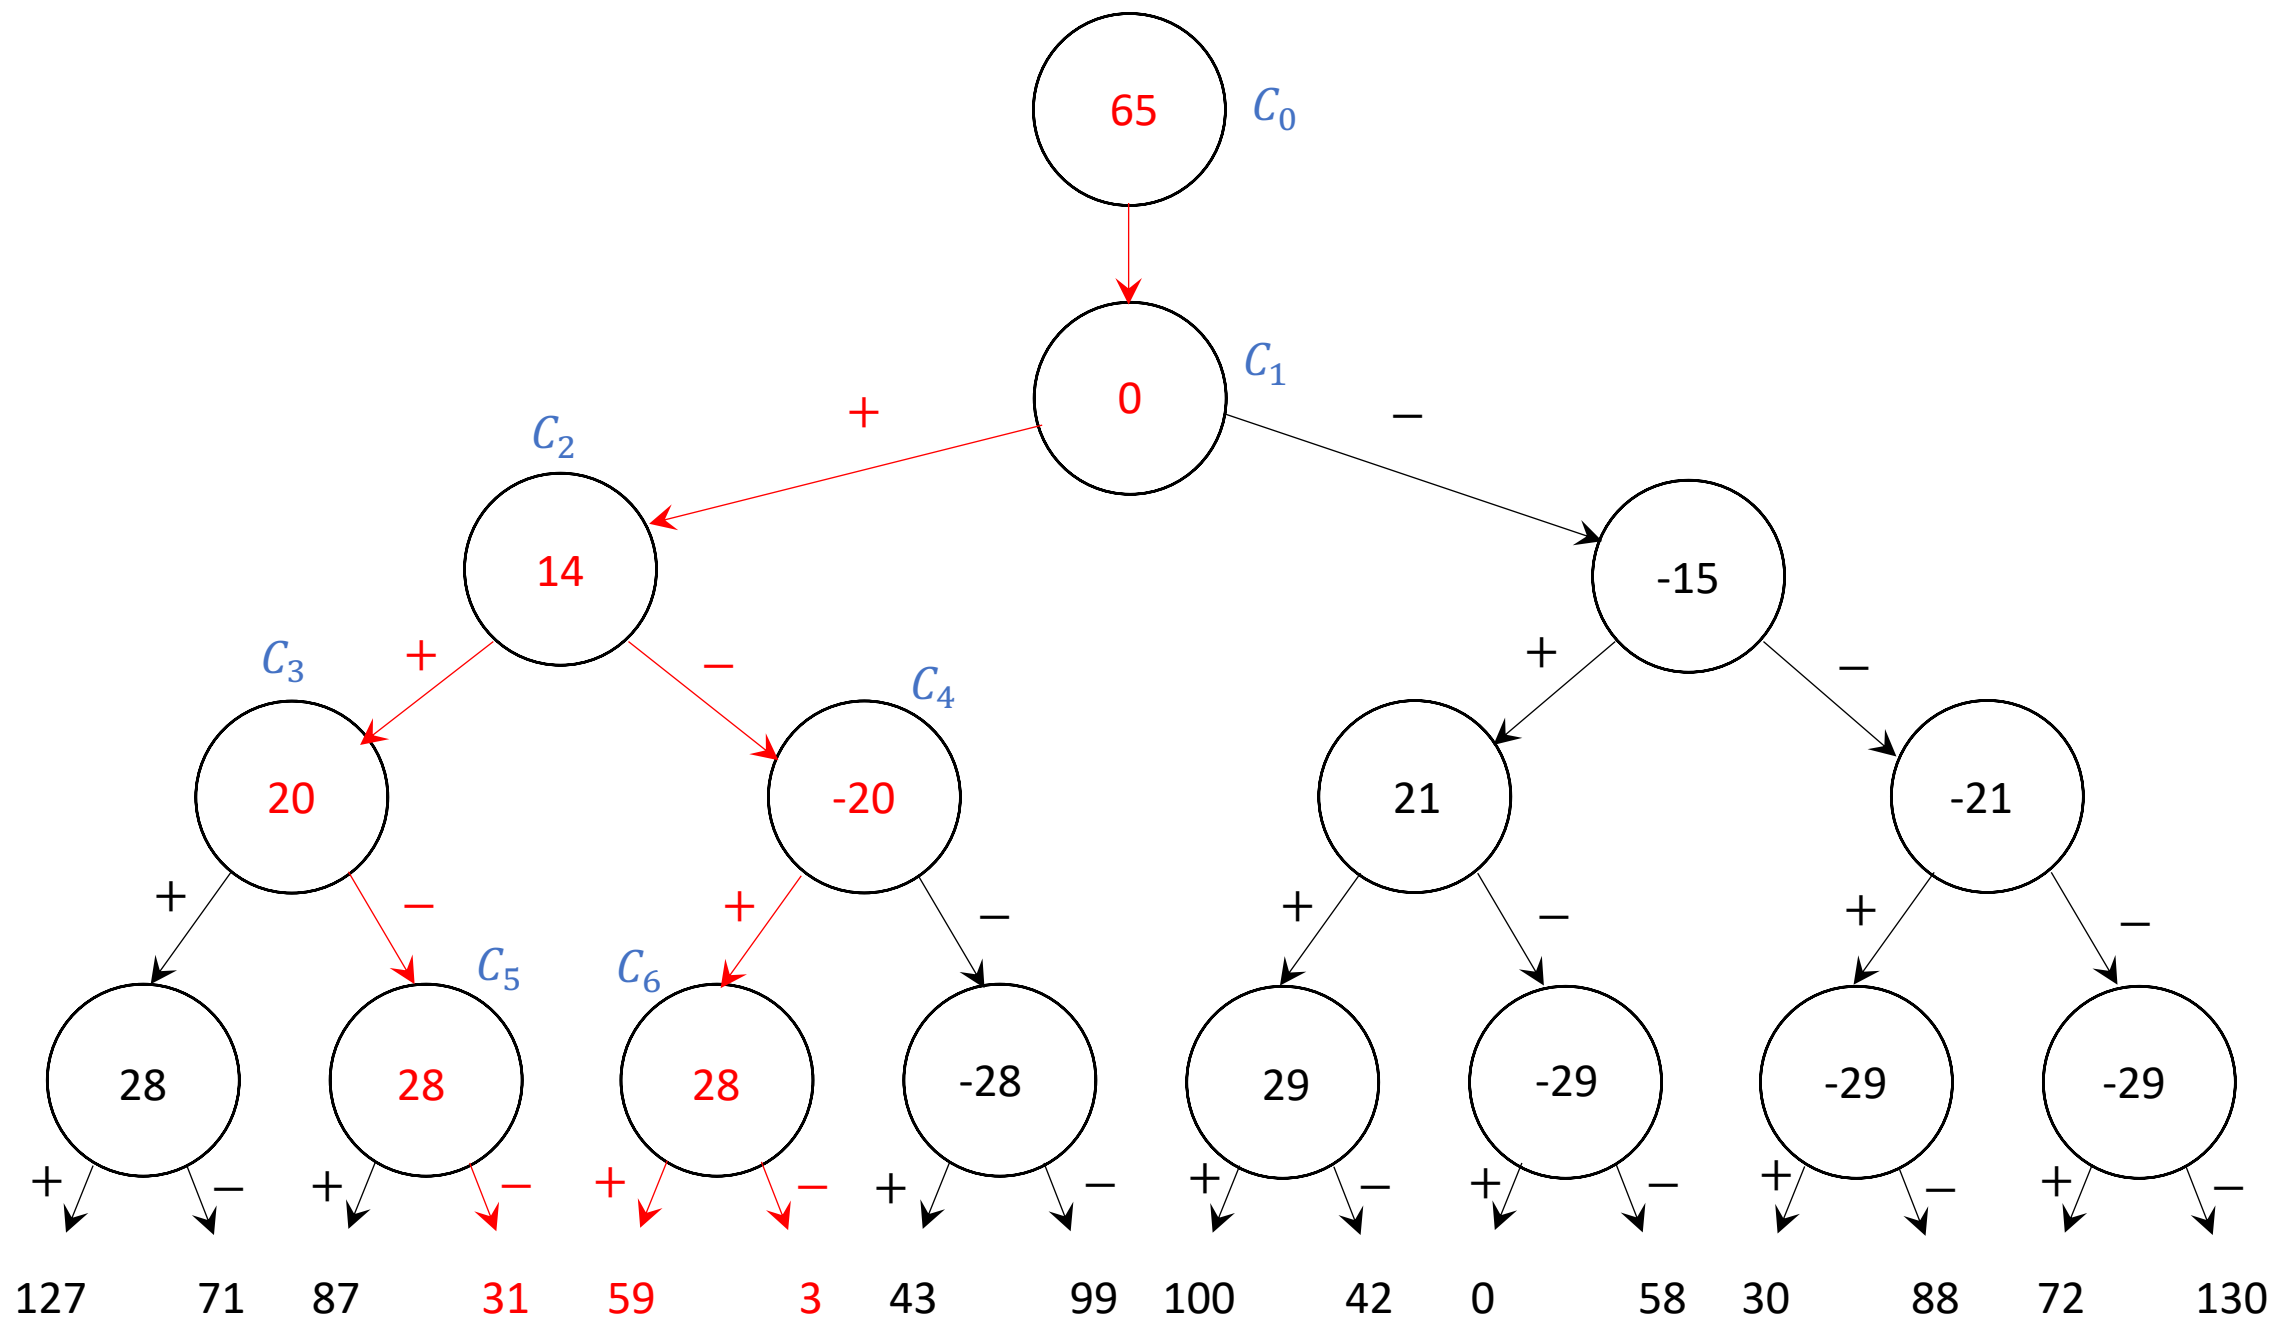 65 C₀
0 C₁
+ −
C₂
14 -15
+ − + −
C₃ C₄
20 -20 21 -21
+ − + − + − + −
C₅ C₆
28 28 28 -28 29 -29 -29 -29
+ − + − + − + − + − + − + − + −
127 71 87 31 59 3 43 99 100 42 0 58 30 88 72 130